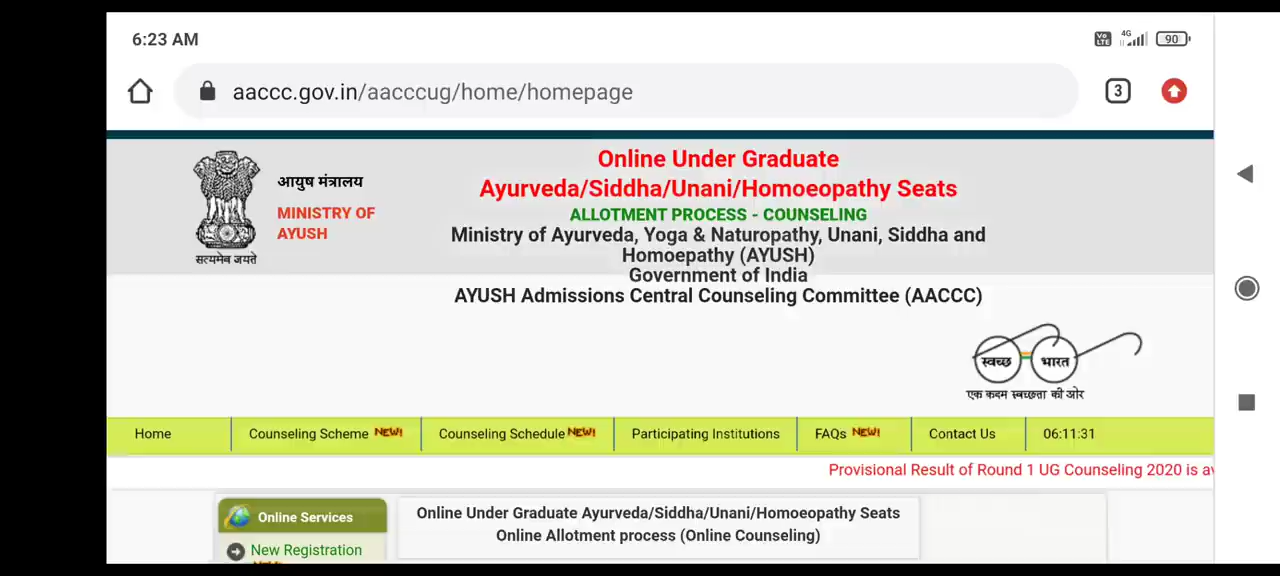 6:23 AM
Vo LTE 4G 90
aaccc.gov.in/aacccug/home/homepage
3
आयुष मंत्रालय
MINISTRY OF
AYUSH
सत्यमेव जयते
Online Under Graduate
Ayurveda/Siddha/Unani/Homoeopathy Seats
ALLOTMENT PROCESS - COUNSELING
Ministry of Ayurveda, Yoga & Naturopathy, Unani, Siddha and
Homoepathy (AYUSH)
Government of India
AYUSH Admissions Central Counseling Committee (AACCC)
स्वच्छ भारत
एक कदम स्वच्छता की ओर
Home Counseling Scheme NEW! Counseling Schedule NEW! Participating Institutions FAQs NEW! Contact Us 06:11:31
Provisional Result of Round 1 UG Counseling 2020 is av
Online Services
New Registration
Online Under Graduate Ayurveda/Siddha/Unani/Homoeopathy Seats
Online Allotment process (Online Counseling)